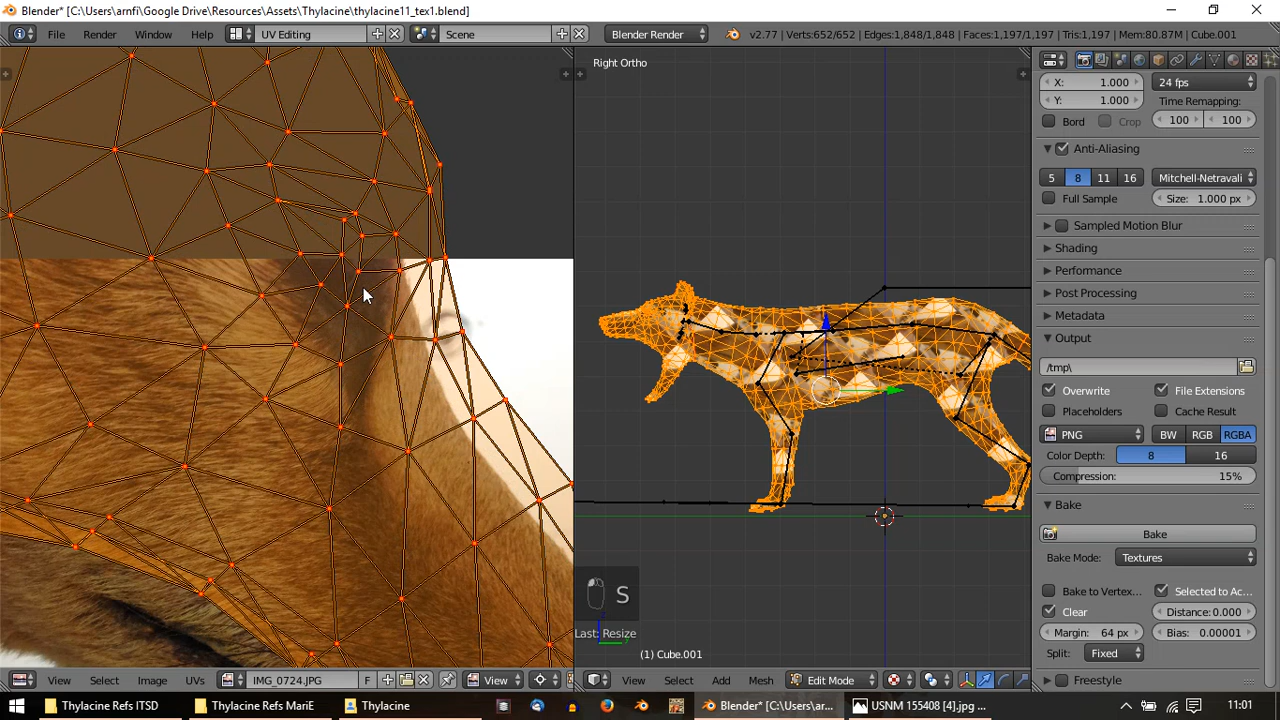 Blender* [C:\Users\arnfi\Google Drive\Resources\Assets\Thylacine\thylacine11_tex1.blend]
File Render Window Help UV Editing Scene Blender Render v2.77 | Verts:652/652 | Edges:1,848/1,848 | Faces:1,197/1,197 | Tris:1,197 | Mem:80.87M | Cube.001
Right Ortho
X: 1.000 24 fps
Y: 1.000 Time Remapping:
Bord Crop 100 100
Anti-Aliasing
5 8 11 16 Mitchell-Netravali
Full Sample Size: 1.000 px
Sampled Motion Blur
Shading
Performance
Post Processing
Metadata
Output
/tmp\
Overwrite File Extensions
Placeholders Cache Result
PNG BW RGB RGBA
Color Depth: 8 16
Compression: 15%
Bake
Bake
Bake Mode: Textures
Bake to Vertex... Selected to Ac...
Clear Distance: 0.000
Margin: 64 px Bias: 0.00001
Split: Fixed
Freestyle
S
Last: Resize
(1) Cube.001
View Select Image UVs IMG_0724.JPG F View
View Select Add Mesh Edit Mode
Thylacine Refs ITSD Thylacine Refs MariE Thylacine Blender* [C:\Users\ar... USNM 155408 [4].jpg ... 11:01